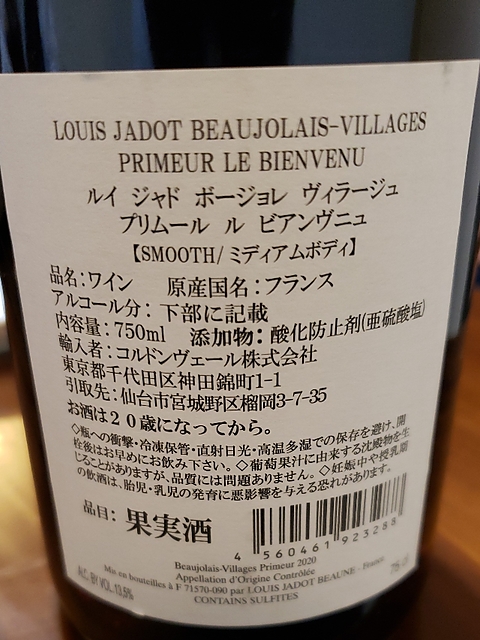 LOUIS JADOT BEAUJOLAIS-VILLAGES
PRIMEUR LE BIENVENU
ルイ ジャド ボージョレ ヴィラージュ
プリムール ル ビアンヴニュ
【SMOOTH/ミディアムボディ】
品名:ワイン 原産国名:フランス
アルコール分: 下部に記載
内容量:750ml 添加物: 酸化防止剤(亜硫酸塩)
輸入者:コルドンヴェール株式会社
東京都千代田区神田錦町1-1
引取先:仙台市宮城野区榴岡3-7-35
お酒は20歳になってから。
◇瓶への衝撃・冷凍保管・直射日光・高温多湿での保存を避け、開
栓後はお早めにお飲み下さい。◇葡萄果汁に由来する沈殿物を生
じることがありますが、品質には問題ありません。◇妊娠中や授乳期
の飲酒は、胎児・乳児の発育に悪影響を与える恐れがあります。
品目: 果実酒
4 560461 923288
Beaujolais-Villages Primeur 2020
Appellation d'Origine Contrôlée
Mis en bouteilles à F 71570-090 par LOUIS JADOT BEAUNE - France
ALC. BY VOL. 13,5% 75 cl
CONTAINS SULFITES